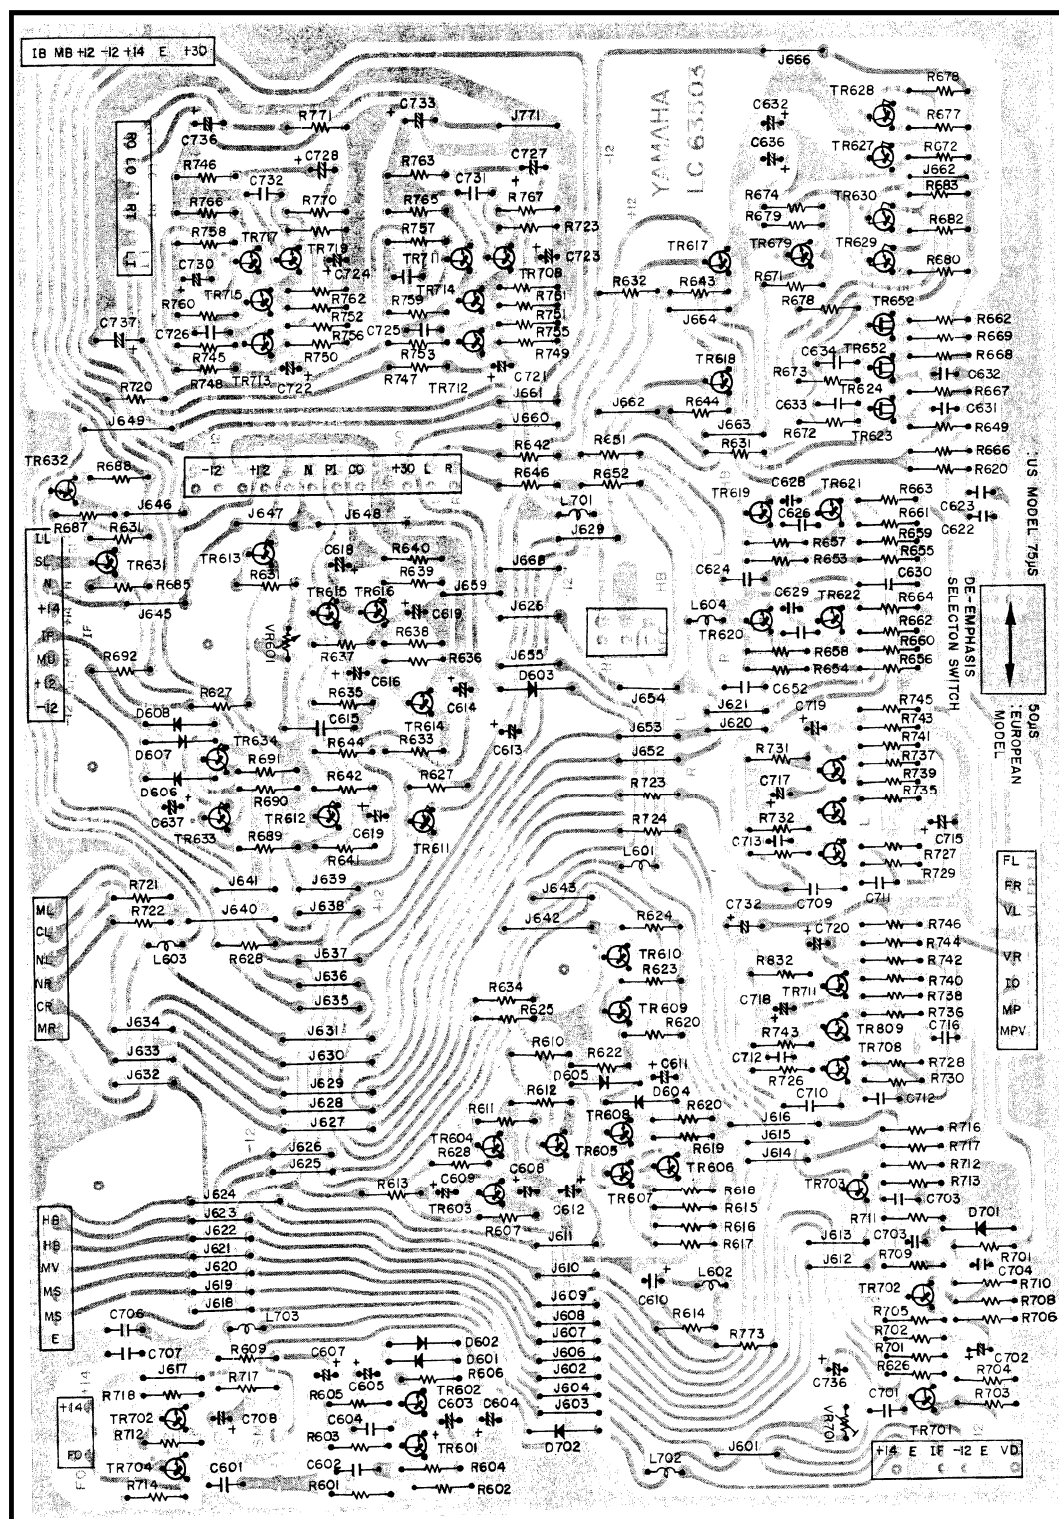 IB MB +12 -12 +14 E +30
J666
R678
TR628
C733
R771
J771
C632
C736
R677
YAMAHA
LC 63503
C636
TR627
R672
R746
C728
R763
C727
J662
C732
C731
R674
R683
R766
R770
R765
R767
TR630
R679
R682
R758
R757
R723
TR717
TR719
TR617
TR679
TR629
C723
C730
C724
TR714
TR708
R680
R632
R643
R671
TR715
R762
R759
R751
R678
TR652
R760
J664
R752
R751
R662
C737
C726
R756
C725
R755
R669
R745
R750
R753
R749
TR618
C634
TR652
R668
R748
TR713
C722
R747
TR712
C721
R673
TR624
C632
R720
J661
J662
R644
C633
R667
C631
J649
J660
J663
R672
TR623
R649
TR632
R688
-12 +12 N PI CO +30 L R
R642
R651
R631
R666
R646
R652
R620
J646
L701
TR619
C628
TR621
R663
C623
R687
R631
J647
J648
J629
C626
R661
C622
:US MODEL 75µS
TR613
C618
R640
R657
R659
SL
TR631
R639
J668
R653
R655
N
R685
R631
J659
C624
C630
+14
J645
TR615
TR616
C619
J626
L604
C629
TR622
R664
DE-EMPHASIS
SELECTON SWITCH
IF
VR601
R638
TR620
R662
MU
R637
R636
J655
R658
R660
+12
R692
C616
R654
R656
-12
R627
R635
D603
J654
C652
D608
C615
C614
J621
C719
R745
50µS
:EUROPEAN
MODEL
TR634
TR614
C613
J653
J620
R743
D607
R644
R633
J652
R731
R741
R691
R737
D606
R642
R627
R723
C717
R739
C637
R690
R735
TR633
TR612
C619
TR611
R724
R732
C715
R689
R641
L601
C713
R727
R729
FL
R721
J641
J639
J643
C709
C711
FR
ML
R722
J640
J638
J642
R624
C732
VL
CL
C720
R746
R744
L603
R628
J637
TR610
R742
VR
NL
J636
R623
R832
R740
IO
NR
R634
TR711
R738
CR
J635
R625
TR609
C718
R736
MP
MR
J634
J631
R620
R743
TR809
C716
MPV
J633
J630
R610
R622
C611
C712
TR708
R728
J632
J629
D605
R726
R730
J628
R612
D604
C710
C712
J627
R611
TR608
R620
J616
R716
TR604
J615
R717
J626
R628
TR605
R619
J614
R712
J625
C608
TR606
R713
R613
C609
TR703
J624
TR603
C612
TR607
R618
C703
HB
J623
R607
R615
R711
D701
J622
R616
J613
C703
HB
J621
J611
R617
R701
MV
J620
J610
J612
R709
C704
MS
J619
J609
C610
L602
TR702
R710
J618
R708
MS
C706
L703
J608
R614
R705
R706
E
J607
R702
C707
R609
C607
D602
J606
R773
R701
C702
J617
D601
J602
R626
R704
R717
C605
R606
C736
R718
R605
TR602
J604
C701
R703
+14
TR702
C708
C604
C603
C604
J603
VR701
TR701
R712
R603
TR601
D702
+14 E IF -12 E VD
TR704
C601
C602
R604
L702
J601
R714
R601
R602